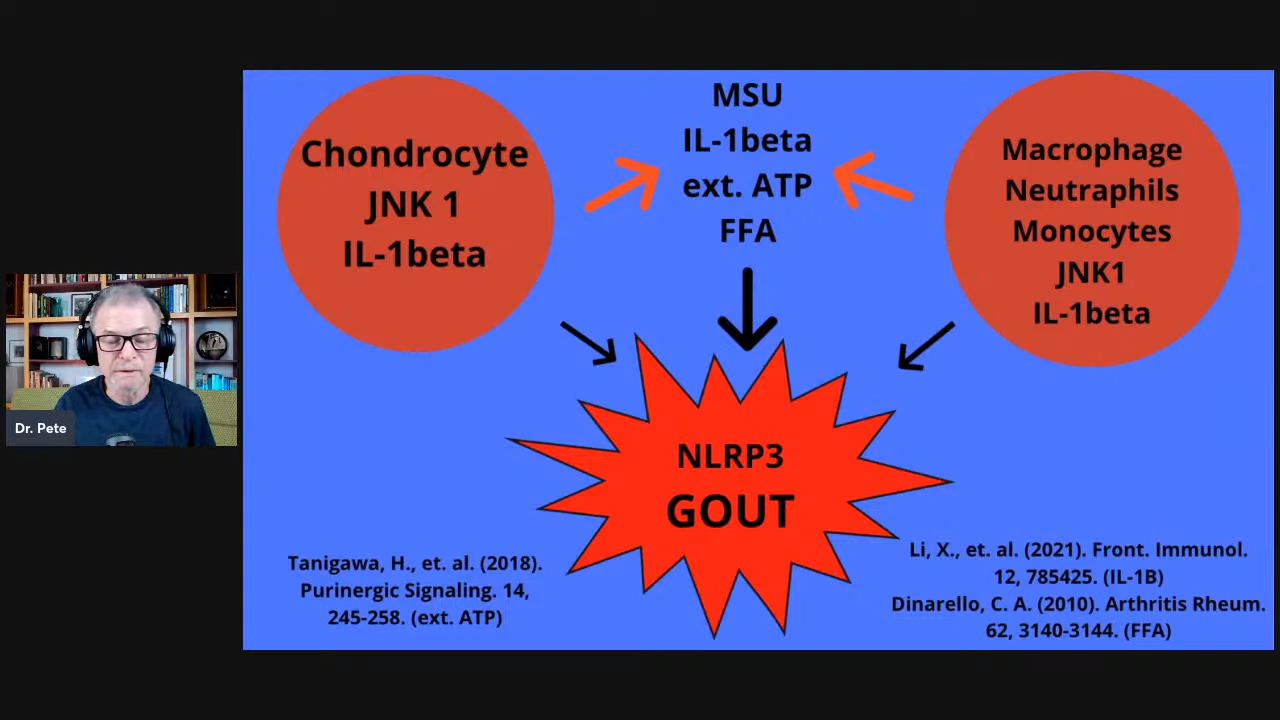 Chondrocyte
JNK 1
IL-1beta
MSU
IL-1beta
ext. ATP
FFA
Macrophage
Neutraphils
Monocytes
JNK1
IL-1beta
Dr. Pete
NLRP3
GOUT
Tanigawa, H., et. al. (2018).
Purinergic Signaling. 14,
245-258. (ext. ATP)
Li, X., et. al. (2021). Front. Immunol.
12, 785425. (IL-1B)
Dinarello, C. A. (2010). Arthritis Rheum.
62, 3140-3144. (FFA)